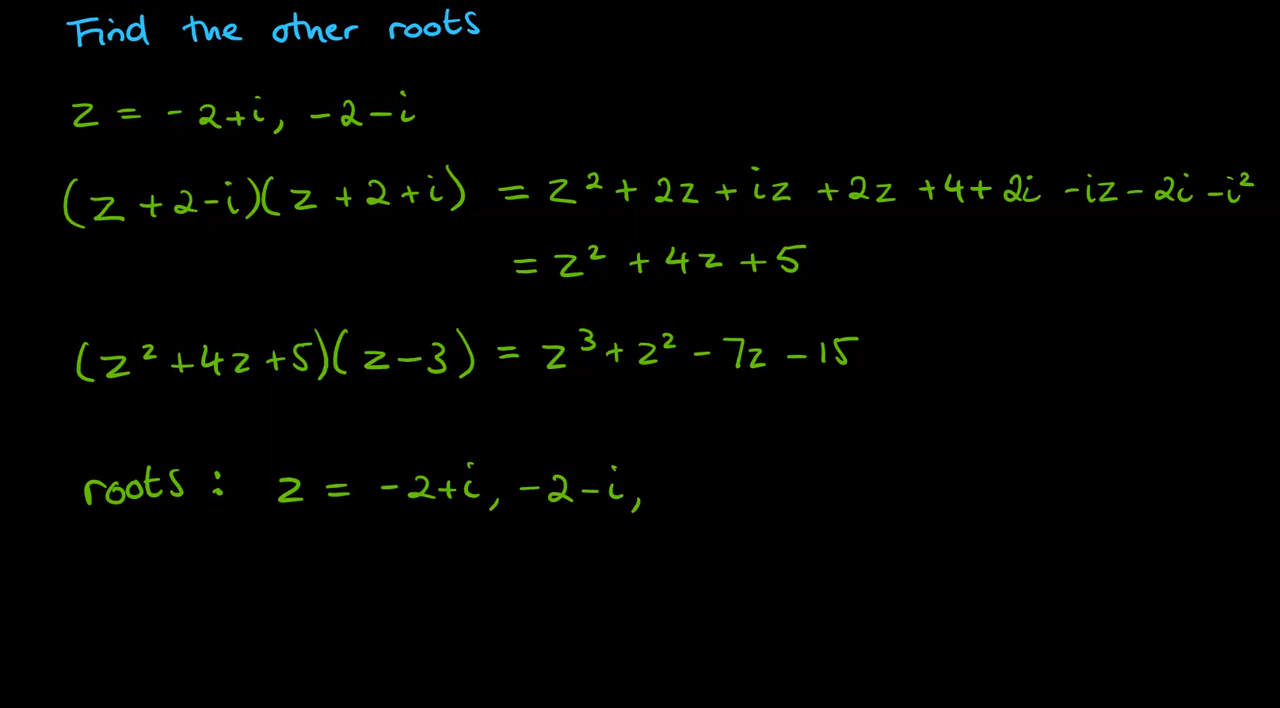 Find the other roots
z = -2+i, -2-i
(z+2-i)(z+2+i) = z² + 2z + iz + 2z + 4 + 2i - iz - 2i - i²
= z² + 4z + 5
(z²+4z+5)(z-3) = z³ + z² - 7z - 15
roots : z = -2+i, -2-i,